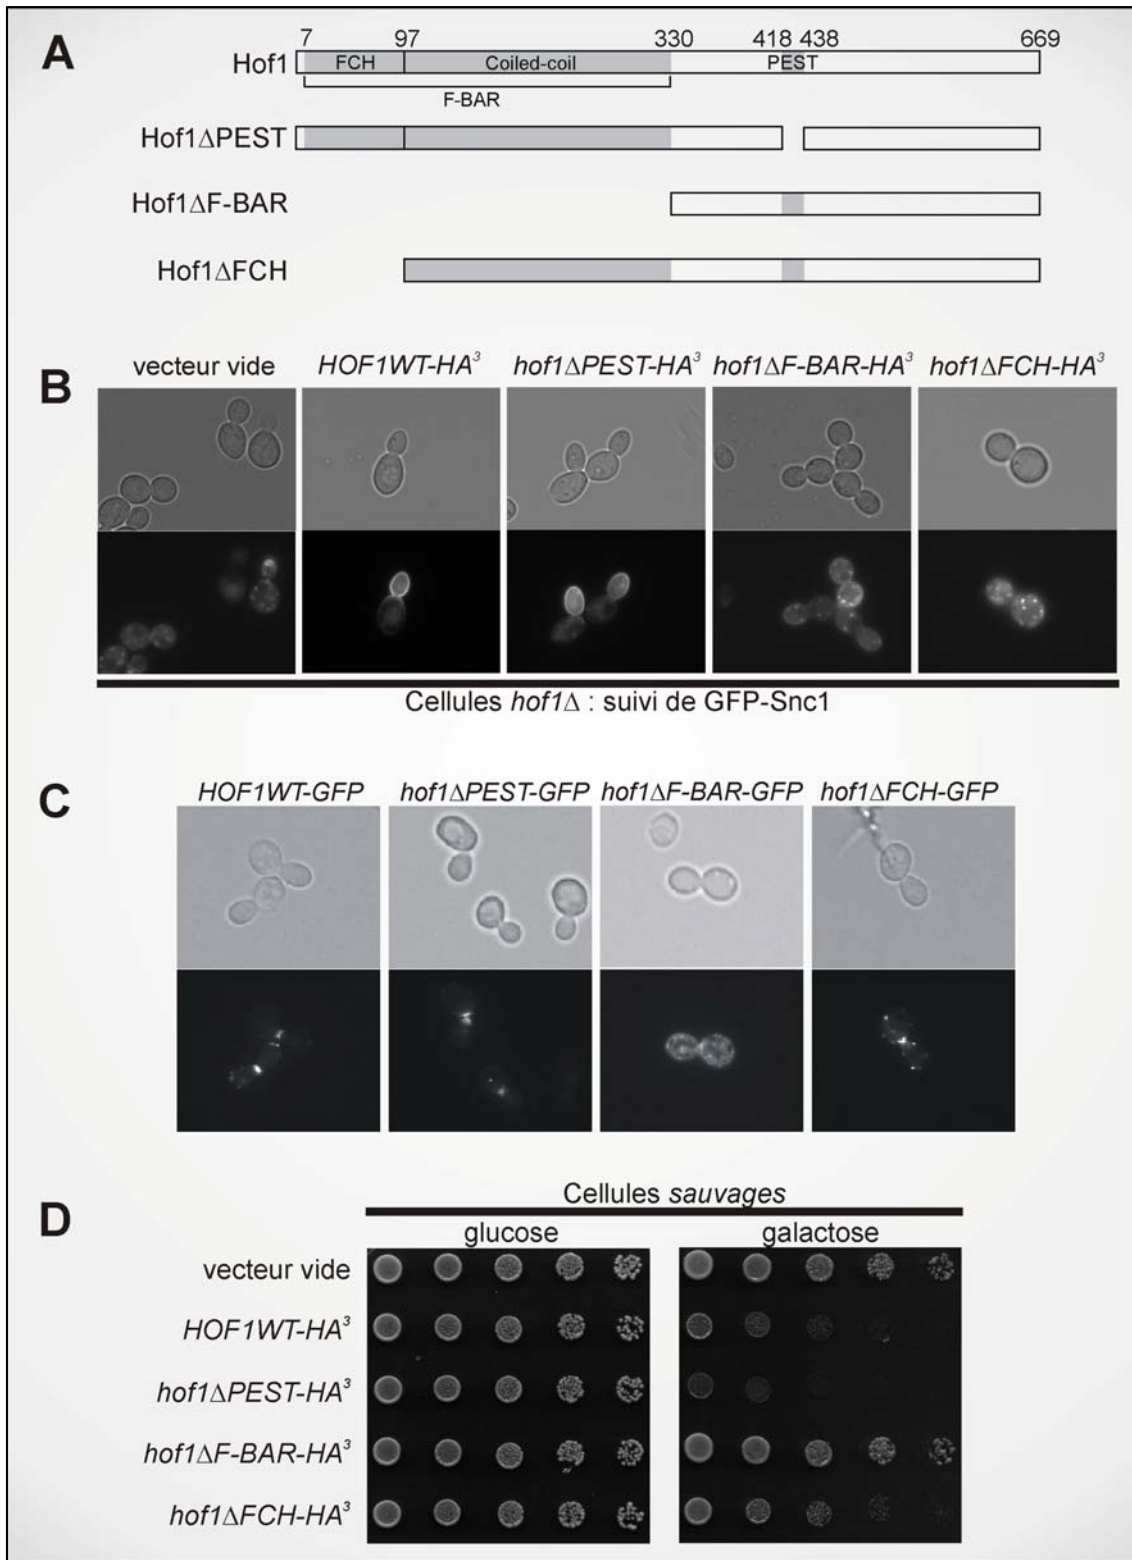 A
7 97 330 418 438 669
Hof1 FCH Coiled-coil PEST
F-BAR
Hof1ΔPEST
Hof1ΔF-BAR
Hof1ΔFCH
B
vecteur vide HOF1WT-HA³ hof1ΔPEST-HA³ hof1ΔF-BAR-HA³ hof1ΔFCH-HA³
Cellules hof1Δ : suivi de GFP-Snc1
C
HOF1WT-GFP hof1ΔPEST-GFP hof1ΔF-BAR-GFP hof1ΔFCH-GFP
D
Cellules sauvages
glucose galactose
vecteur vide
HOF1WT-HA³
hof1ΔPEST-HA³
hof1ΔF-BAR-HA³
hof1ΔFCH-HA³